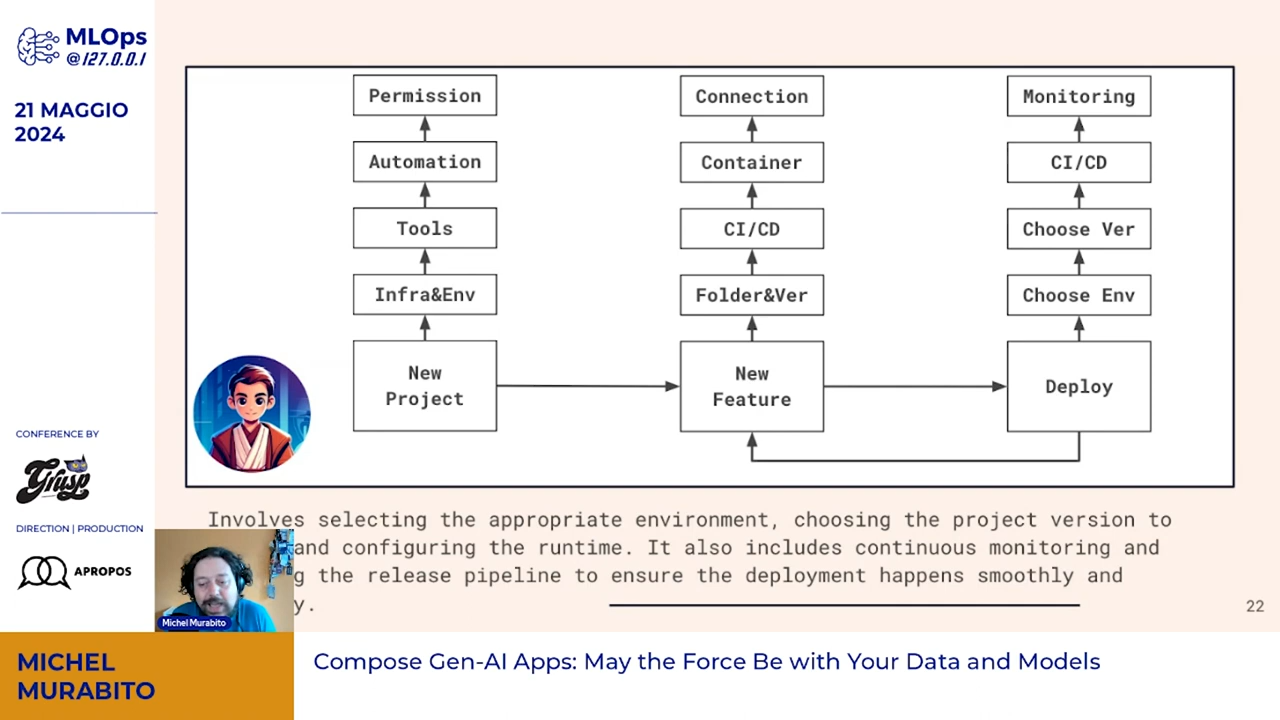 MLOps
@127.0.0.1
21 MAGGIO
2024
CONFERENCE BY
Grusp
DIRECTION | PRODUCTION
APROPOS
Permission
Automation
Tools
Infra&Env
New
Project
Connection
Container
CI/CD
Folder&Ver
New
Feature
Monitoring
CI/CD
Choose Ver
Choose Env
Deploy
Involves selecting the appropriate environment, choosing the project version to
and configuring the runtime. It also includes continuous monitoring and
g the release pipeline to ensure the deployment happens smoothly and
y.
22
Michel Murabito
MICHEL
MURABITO
Compose Gen-AI Apps: May the Force Be with Your Data and Models